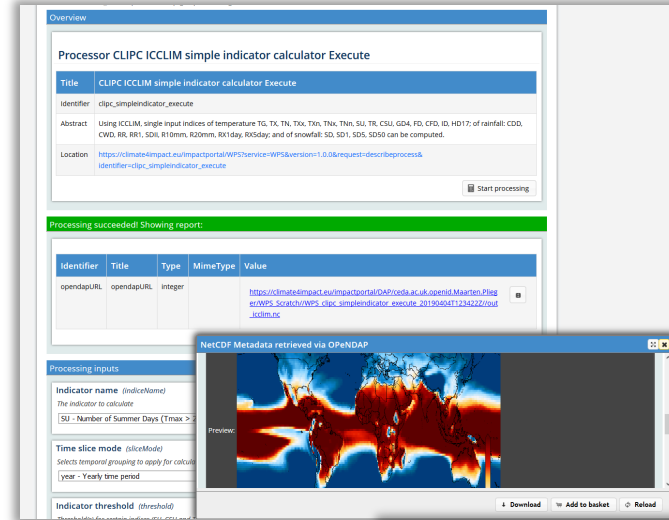 Overview
Processor CLIPC ICCLIM simple indicator calculator Execute
Title CLIPC ICCLIM simple indicator calculator Execute
Identifier clipc_simpleindicator_execute
Abstract Using ICCLIM, single input indices of temperature TG, TX, TN, TXx, TXn, TNx, TNn, SU, TR, CSU, GD4, FD, CFD, ID, HD17; of rainfall: CDD,
CWD, RR, RR1, SDII, R10mm, R20mm, RX1day, RX5day; and of snowfall: SD, SD1, SD5, SD50 can be computed.
Location https://climate4impact.eu/impactportal/WPS?service=WPS&version=1.0.0&request=describeprocess&
identifier=clipc_simpleindicator_execute
Start processing
Processing succeeded! Showing report:
Identifier Title Type MimeType Value
opendapURL opendapURL integer https://climate4impact.eu/impactportal/DAP/ceda.ac.uk.openid.Maarten.Plieg
er/WPS_Scratch//WPS_clipc_simpleindicator_execute_20190404T123422Z//out
_icclim.nc
NetCDF Metadata retrieved via OPeNDAP
Processing inputs
Indicator name (indiceName)
The indicator to calculate
SU - Number of Summer Days (Tmax >
Preview:
Time slice mode (sliceMode)
Selects temporal grouping to apply for calcul
year - Yearly time period
Download Add to basket Reload
Indicator threshold (threshold)